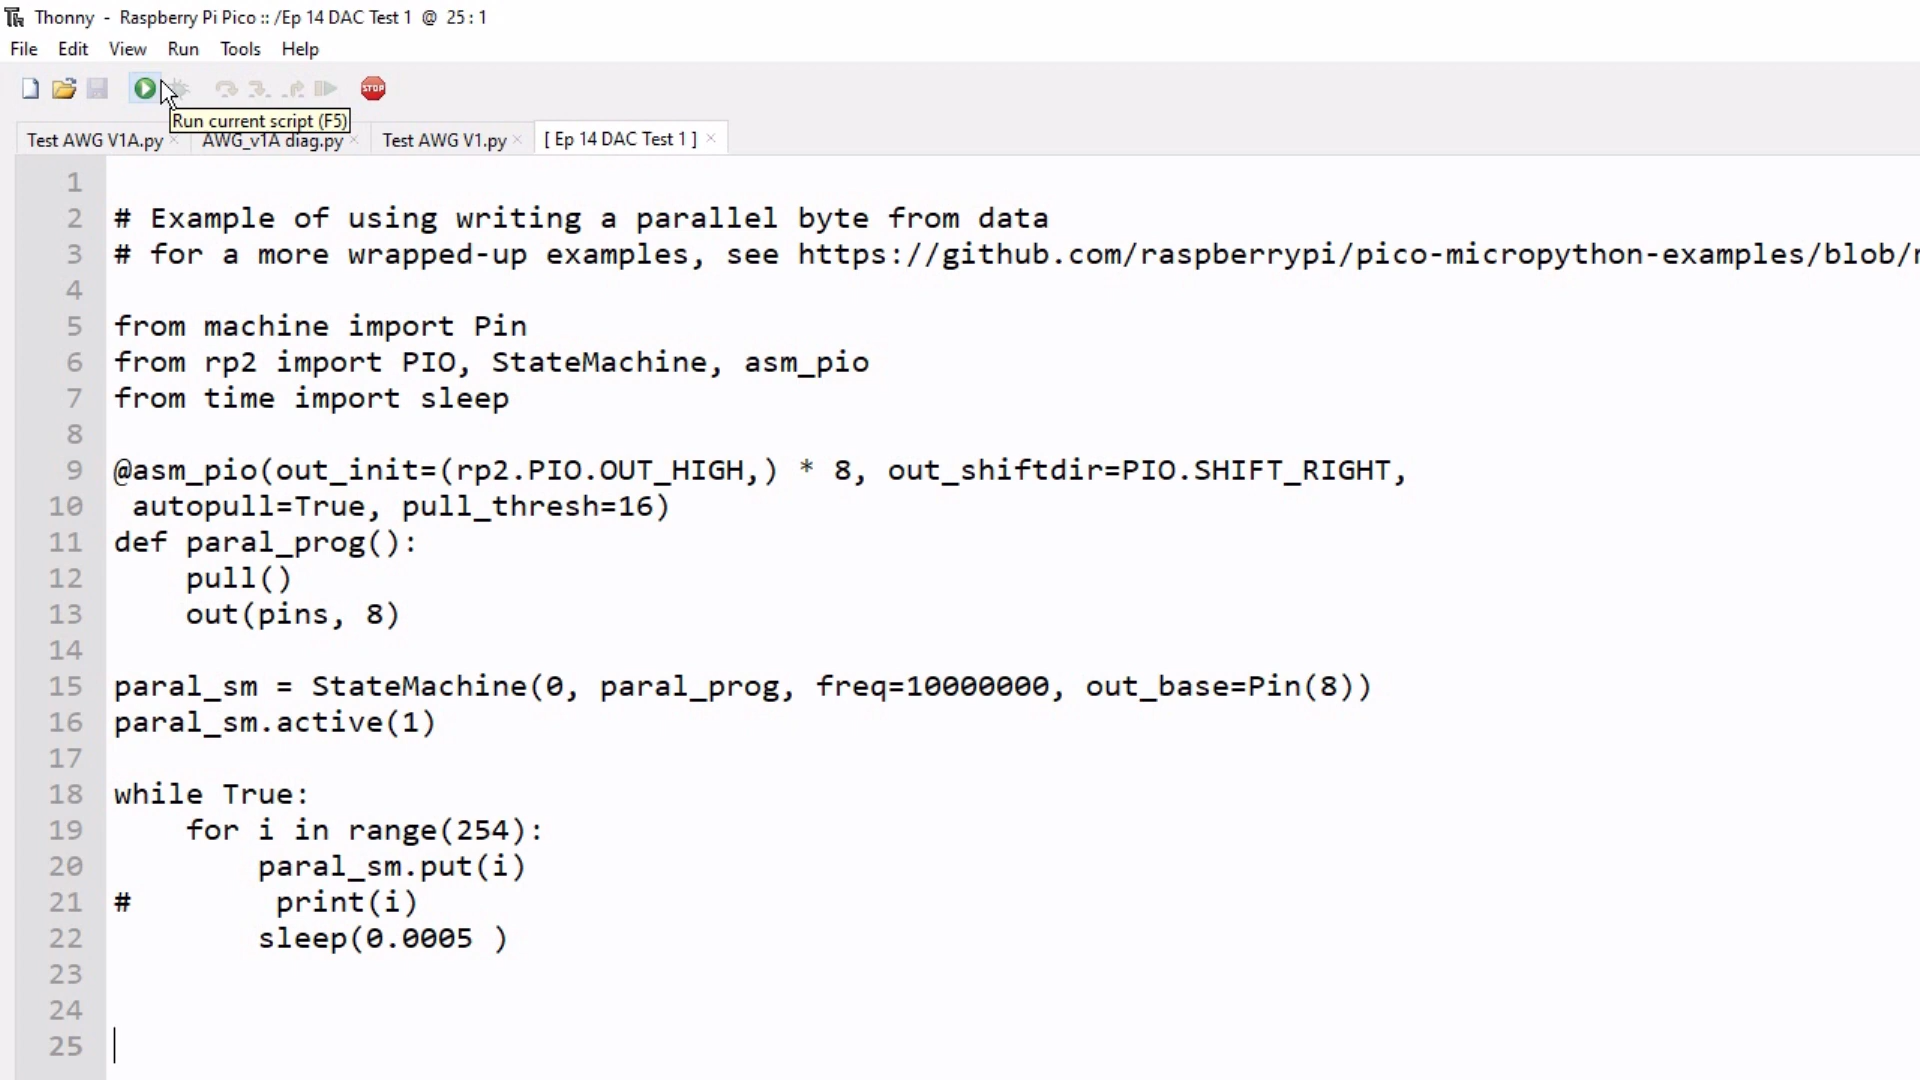 Thonny - Raspberry Pi Pico :: /Ep 14 DAC Test 1 @ 25 : 1
File Edit View Run Tools Help
STOP
Run current script (F5)
Test AWG V1A.py AWG_v1A diag.py Test AWG V1.py [ Ep 14 DAC Test 1 ]
1
2 # Example of using writing a parallel byte from data
3 # for a more wrapped-up examples, see https://github.com/raspberrypi/pico-micropython-examples/blob/
4
5 from machine import Pin
6 from rp2 import PIO, StateMachine, asm_pio
7 from time import sleep
8
9 @asm_pio(out_init=(rp2.PIO.OUT_HIGH,) * 8, out_shiftdir=PIO.SHIFT_RIGHT,
10 autopull=True, pull_thresh=16)
11 def paral_prog():
12 pull()
13 out(pins, 8)
14
15 paral_sm = StateMachine(0, paral_prog, freq=10000000, out_base=Pin(8))
16 paral_sm.active(1)
17
18 while True:
19 for i in range(254):
20 paral_sm.put(i)
21 # print(i)
22 sleep(0.0005 )
23
24
25